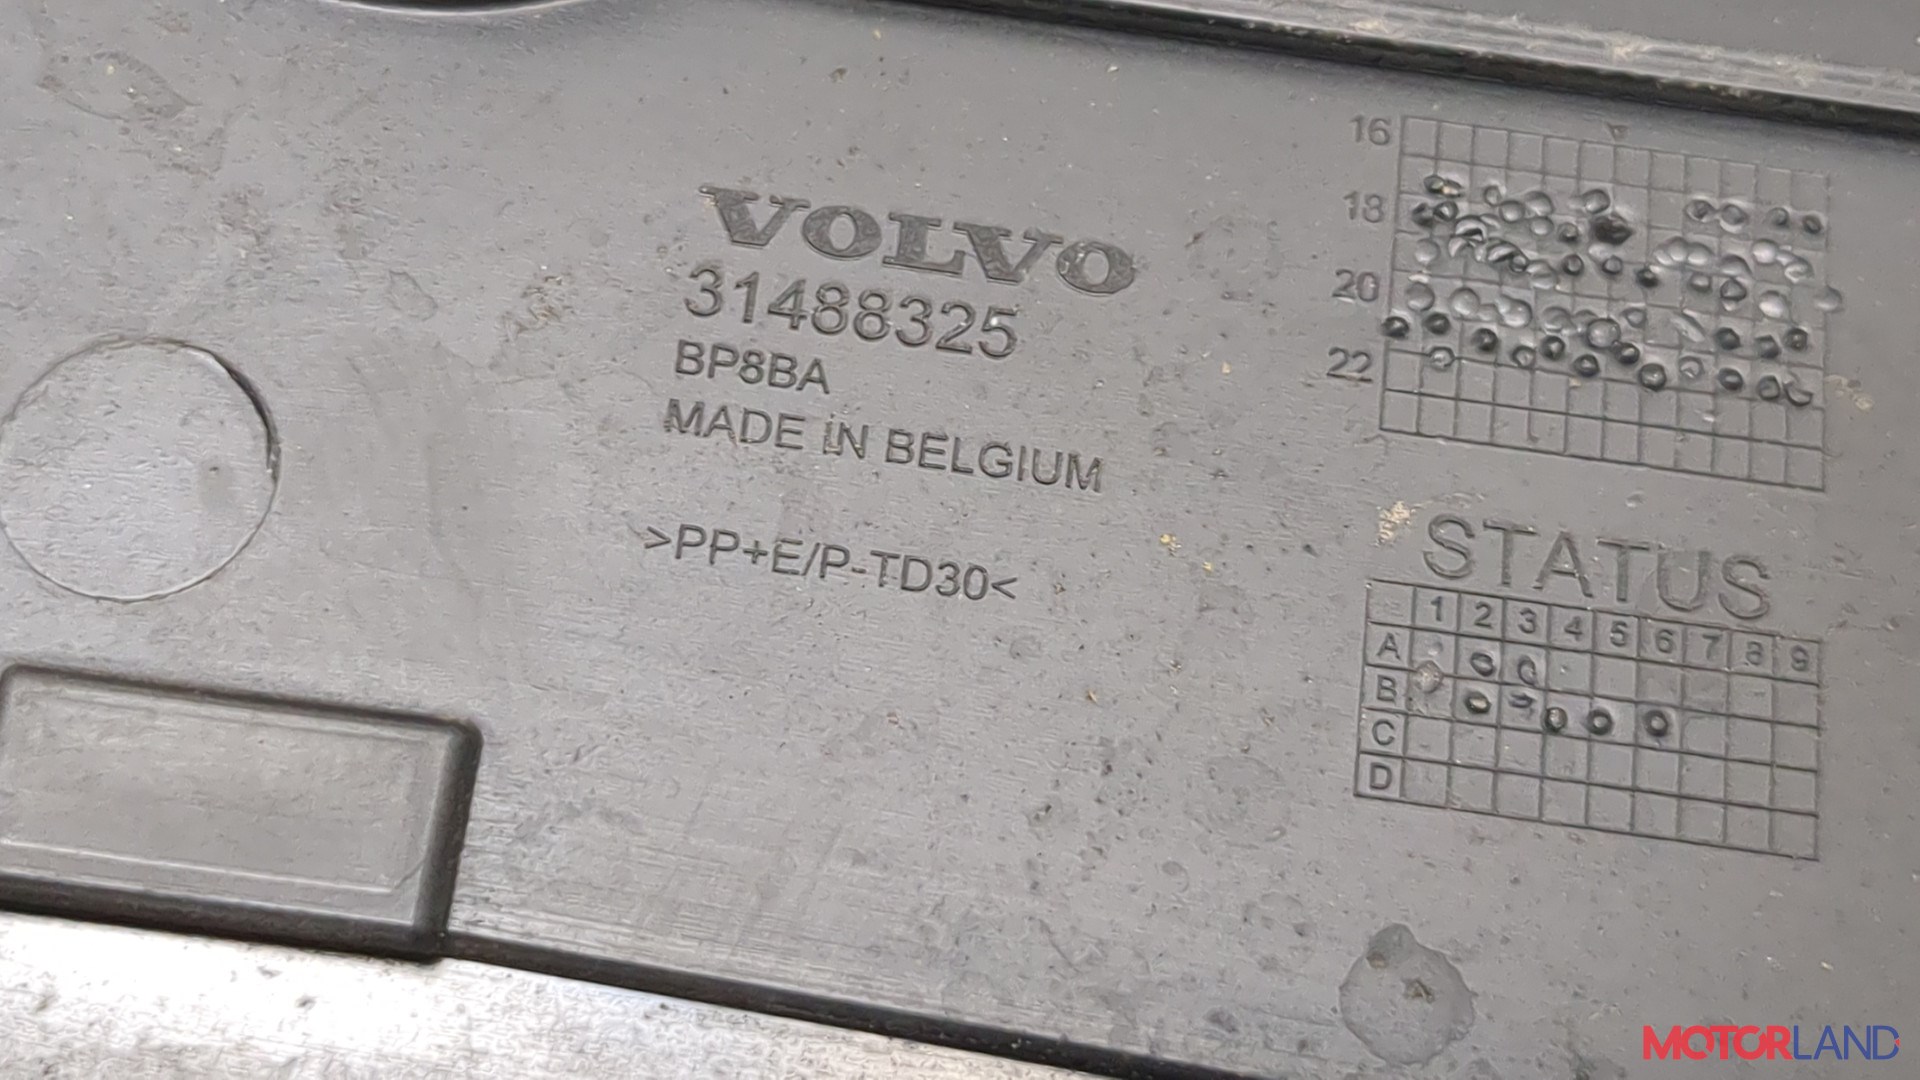 VOLVO
31488325
BP8BA
MADE IN BELGIUM
>PP+E/P-TD30<
16
18
20
22
STATUS
1 2 3 4 5 6 7 8 9
A
B
C
D
MOTORLAND